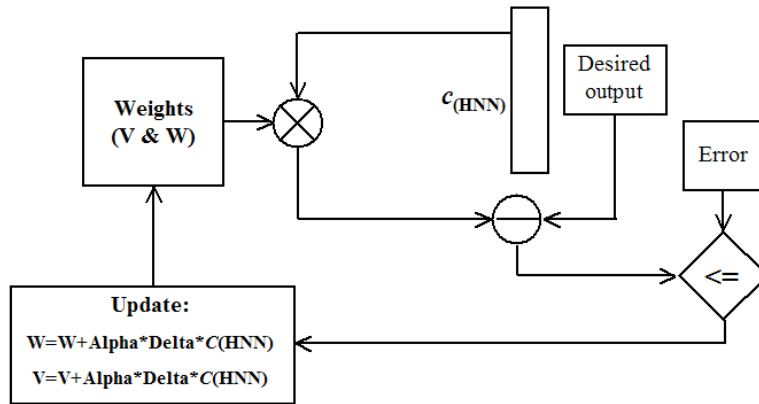 Weights
(V & W)
c(HNN)
Desired
output
Error
<=
Update:
W=W+Alpha*Delta*C(HNN)
V=V+Alpha*Delta*C(HNN)